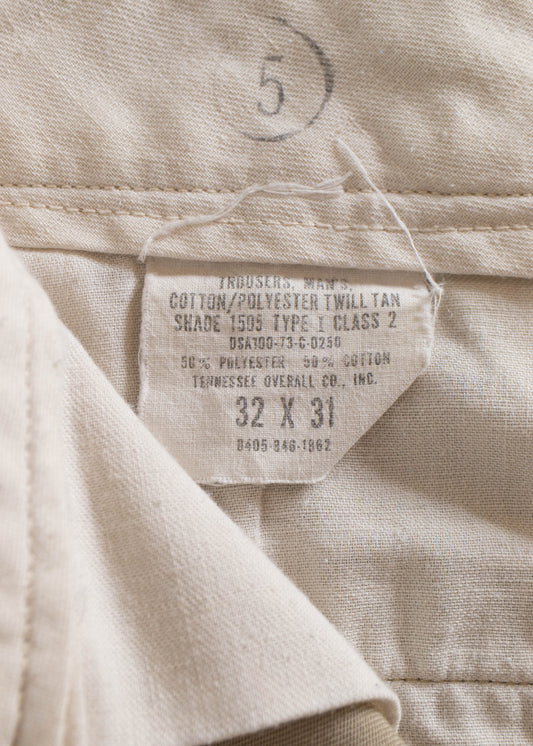 5
TROUSERS, MAN'S,
COTTON/POLYESTER TWILL TAN
SHADE 1505 TYPE I CLASS 2
DSA100-73-C-0250
50% POLYESTER 50% COTTON
TENNESSEE OVERALL CO., INC.
32 X 31
8405-846-1962